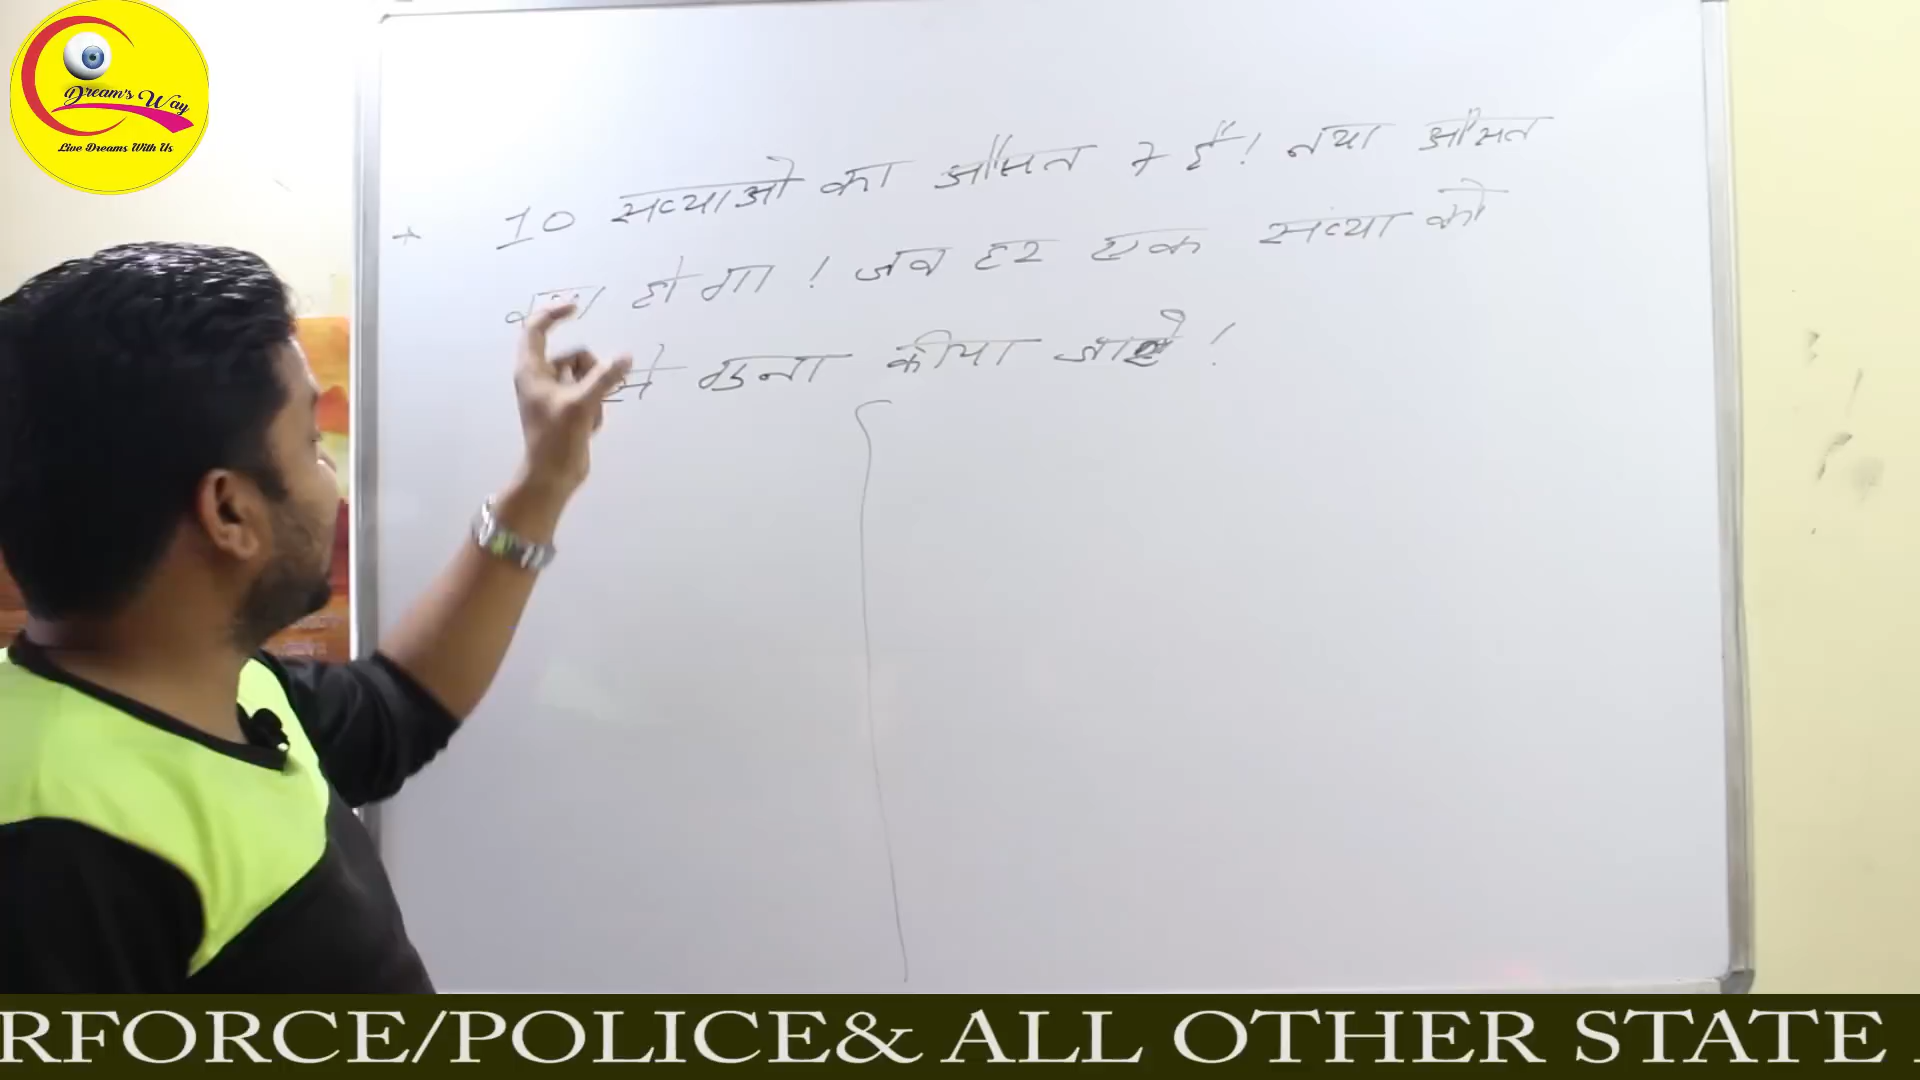 Dream's Way
Live Dreams With Us
+ 10 सख्याओ का औसत 7 है! नया औसत
क्या होगा! जब हर एक संख्या को
से गुना कीया जाए!
RFORCE/POLICE& ALL OTHER STATE